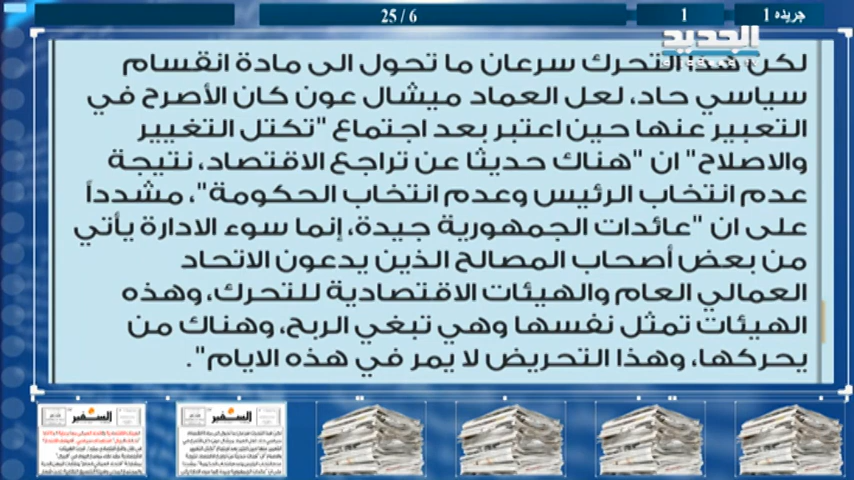 جريده 1
1
25 / 6
الجديد
لكن هذا التحرك سرعان ما تحول الى مادة انقسام
سياسي حاد، لعل العماد ميشال عون كان الأصرح في
التعبير عنها حين اعتبر بعد اجتماع "تكتل التغيير
والاصلاح" ان "هناك حديثا عن تراجع الاقتصاد، نتيجة
عدم انتخاب الرئيس وعدم انتخاب الحكومة"، مشدداً
على ان "عائدات الجمهورية جيدة، إنما سوء الادارة يأتي
من بعض أصحاب المصالح الذين يدعون الاتحاد
العمالي العام والهيئات الاقتصادية للتحرك، وهذه
الهيئات تمثل نفسها وهي تبغي الربح، وهناك من
يحركها، وهذا التحريض لا يمر في هذه الايام".
السفير
السفير